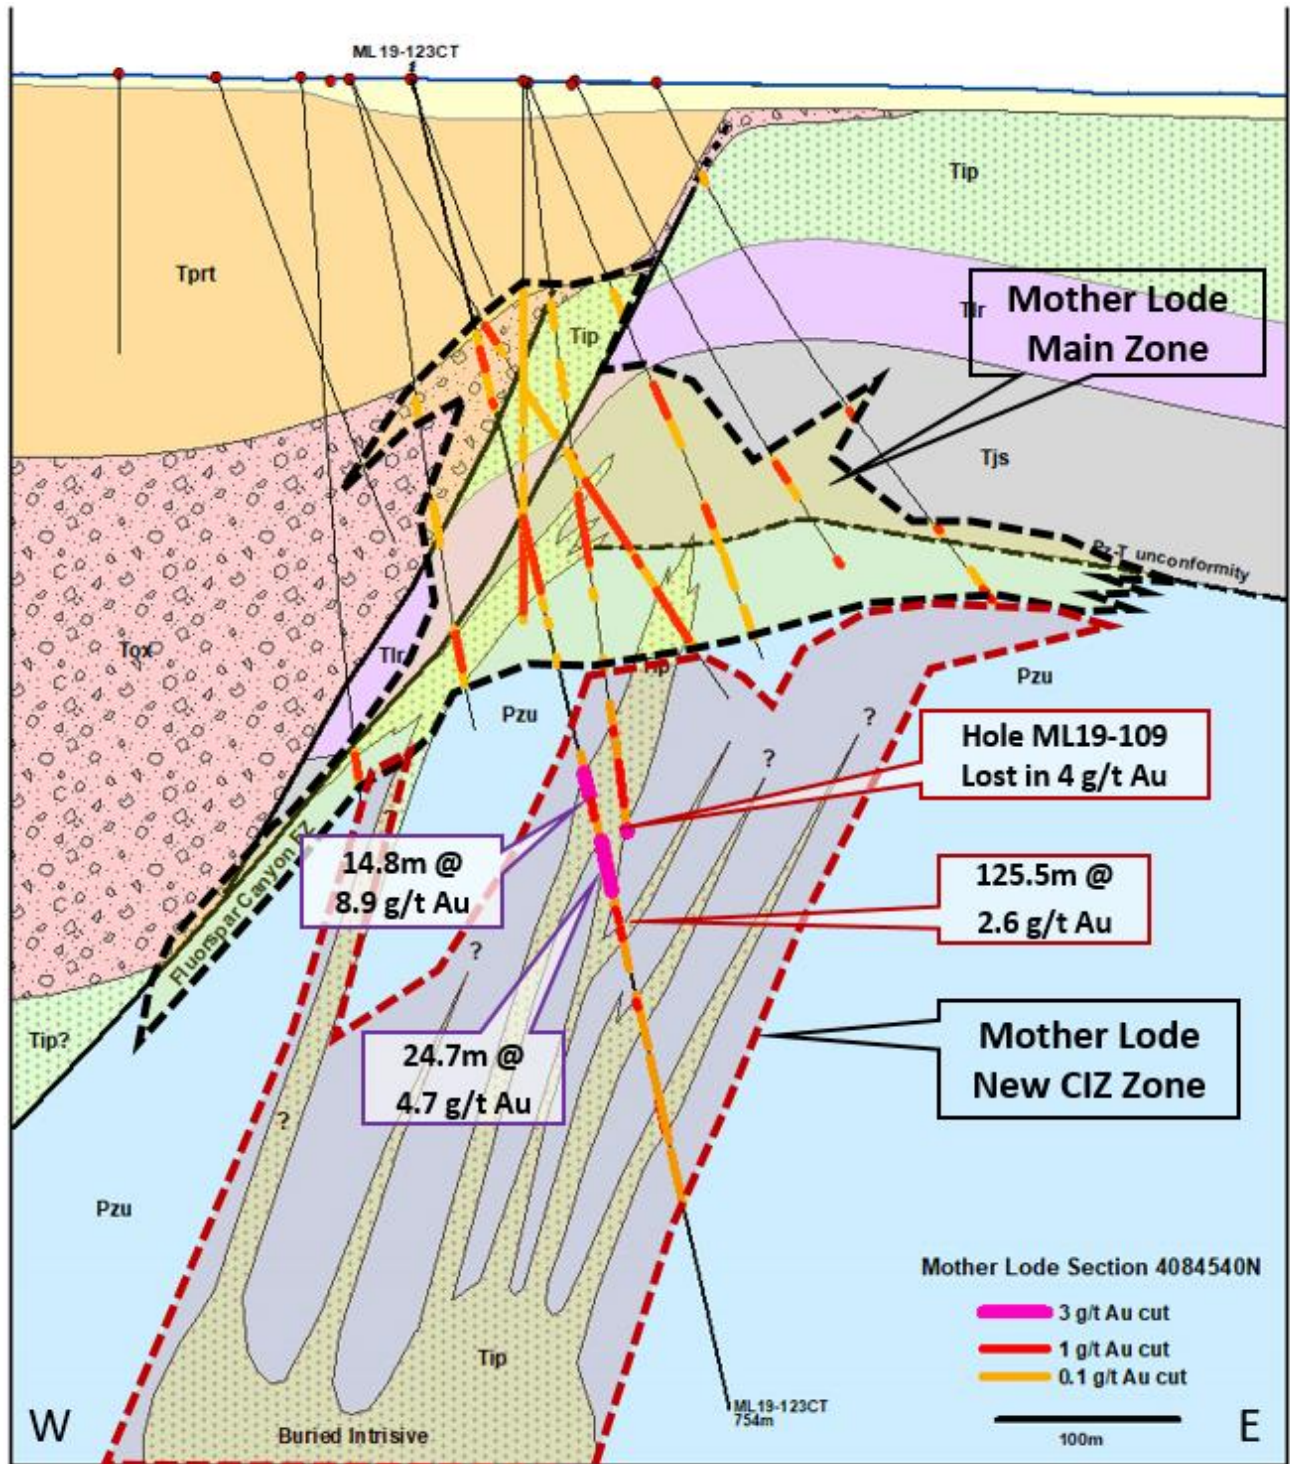 ML19-123CT
Tip
Tprt
Mother Lode
Main Zone
Tlr
Tip
Tjs
Pz-T unconformity
Tox
Tlr
Tip
Pzu
Pzu
?
?
Hole ML19-109
Lost in 4 g/t Au
?
Fluorspar Canyon Fz
14.8m @
8.9 g/t Au
125.5m @
2.6 g/t Au
?
Tip?
24.7m @
4.7 g/t Au
Mother Lode
New CIZ Zone
?
Pzu
Mother Lode Section 4084540N
3 g/t Au cut
1 g/t Au cut
0.1 g/t Au cut
Tip
ML19-123CT
754m
W
Buried Intrisive
100m
E